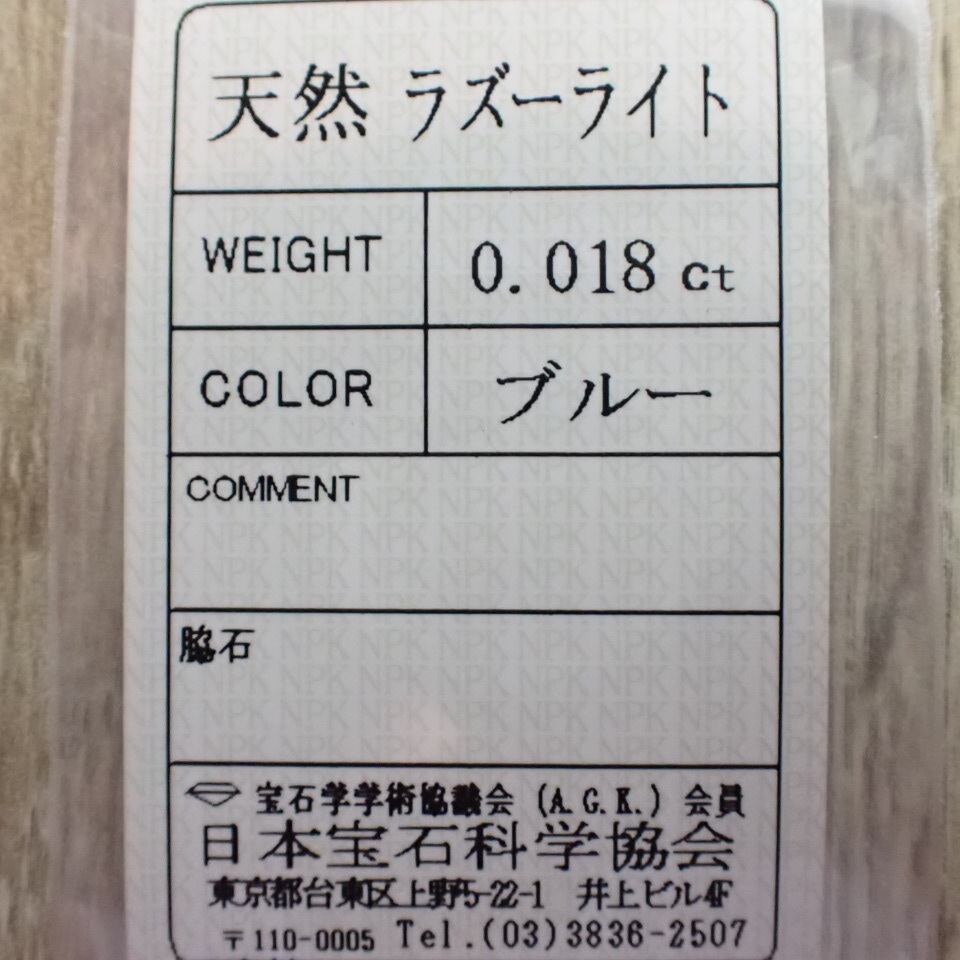 天然 ラズーライト
WEIGHT 0.018 ct
COLOR ブルー
COMMENT
脇石
宝石学学術協議会 (A.G.K.) 会員
日本宝石科学協会
東京都台東区上野5-22-1 井上ビル4F
〒110-0005 Tel.(03)3836-2507